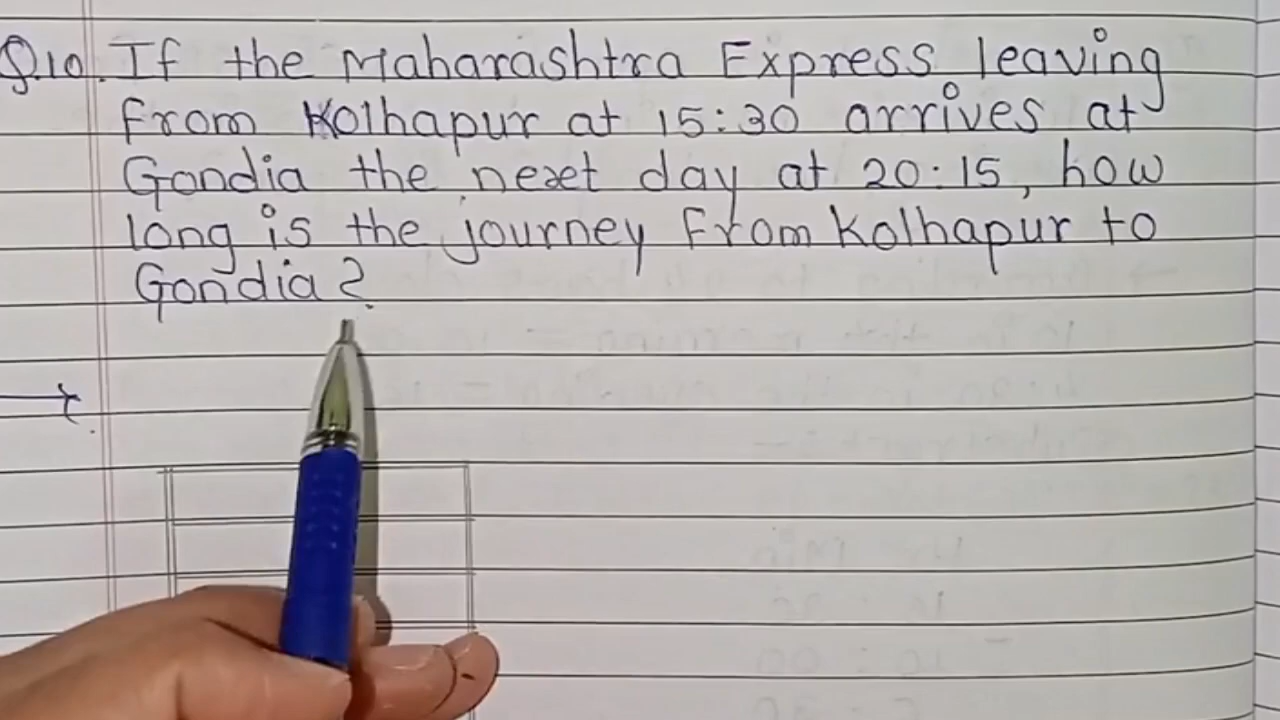 Q.10. If the Maharashtra Express leaving
from Kolhapur at 15:30 arrives at
Gondia the next day at 20:15, how
long is the journey from Kolhapur to
Gondia?